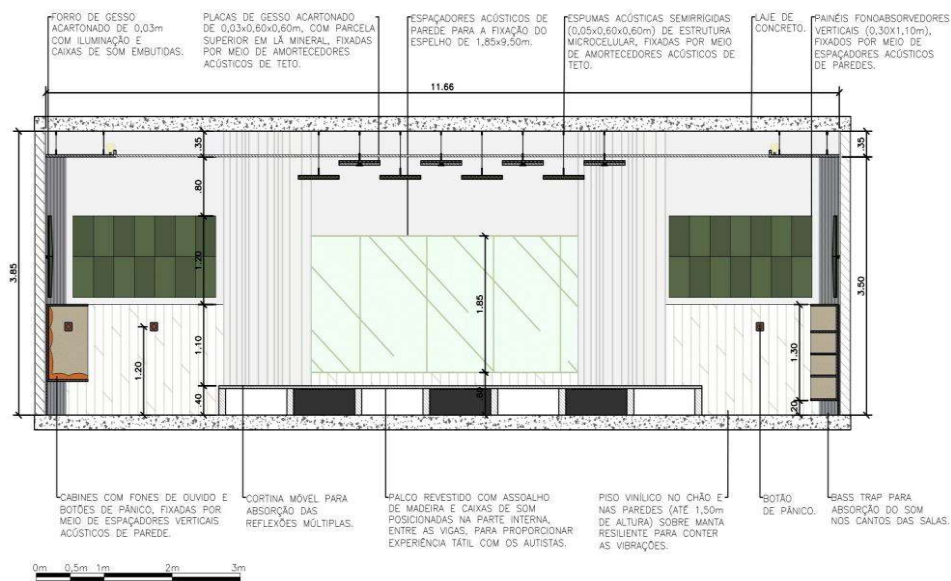 FORRO DE GESSO
ACARTONADO DE 0,03m
COM ILUMINAÇÃO E
CAIXAS DE SOM EMBUTIDAS.
PLACAS DE GESSO ACARTONADO
DE 0,03x0,60x0,60m, COM PARCELA
SUPERIOR EM LÃ MINERAL, FIXADAS
POR MEIO DE AMORTECEDORES
ACÚSTICOS DE TETO.
ESPAÇADORES ACÚSTICOS DE
PAREDE PARA A FIXAÇÃO DO
ESPELHO DE 1,85x9,50m.
ESPUMAS ACÚSTICAS SEMIRRÍGIDAS
(0,05x0,60x0,60m) DE ESTRUTURA
MICROCELULAR, FIXADAS POR MEIO
DE AMORTECEDORES ACÚSTICOS DE
TETO.
LAJE DE
CONCRETO.
PAINÉIS FONOABSORVEDORES
VERTICAIS (0,30X1,10m),
FIXADOS POR MEIO DE
ESPAÇADORES ACÚSTICOS
DE PAREDES.
11.66
.35
.35
.80
1.20
3.85
1.85
3.50
1.10
1.20
1.30
.40
.60
.20
CABINES COM FONES DE OUVIDO E
BOTÕES DE PÂNICO, FIXADAS POR
MEIO DE ESPAÇADORES VERTICAIS
ACÚSTICOS DE PAREDE.
CORTINA MÓVEL PARA
ABSORÇÃO DAS
REFLEXÕES MÚLTIPLAS.
PALCO REVESTIDO COM ASSOALHO
DE MADEIRA E CAIXAS DE SOM
POSICIONADAS NA PARTE INTERNA,
ENTRE AS VIGAS, PARA PROPORCIONAR
EXPERIÊNCIA TÁTIL COM OS AUTISTAS.
PISO VINÍLICO NO CHÃO E
NAS PAREDES (ATÉ 1,50m
DE ALTURA) SOBRE MANTA
RESILIENTE PARA CONTER
AS VIBRAÇÕES.
BOTÃO
DE PÂNICO.
BASS TRAP PARA
ABSORÇÃO DO SOM
NOS CANTOS DAS SALAS.
0m 0,5m 1m 2m 3m